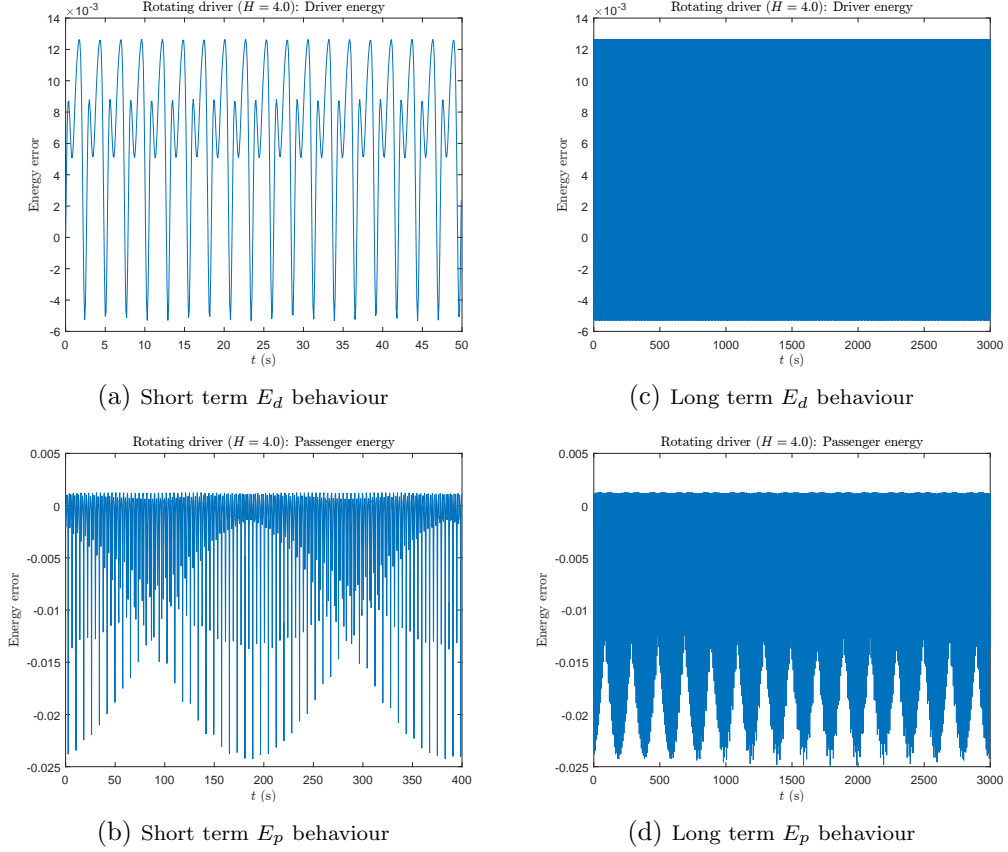 ×10⁻³ Rotating driver (H = 4.0): Driver energy
14
12
10
8
6
4
2
0
-2
-4
-6
Energy error
0 5 10 15 20 25 30 35 40 45 50
t (s)
(a) Short term E_d behaviour
×10⁻³ Rotating driver (H = 4.0): Driver energy
14
12
10
8
6
4
2
0
-2
-4
-6
Energy error
0 500 1000 1500 2000 2500 3000
t (s)
(c) Long term E_d behaviour
Rotating driver (H = 4.0): Passenger energy
0.005
0
-0.005
-0.01
-0.015
-0.02
-0.025
Energy error
0 50 100 150 200 250 300 350 400
t (s)
(b) Short term E_p behaviour
Rotating driver (H = 4.0): Passenger energy
0.005
0
-0.005
-0.01
-0.015
-0.02
-0.025
Energy error
0 500 1000 1500 2000 2500 3000
t (s)
(d) Long term E_p behaviour